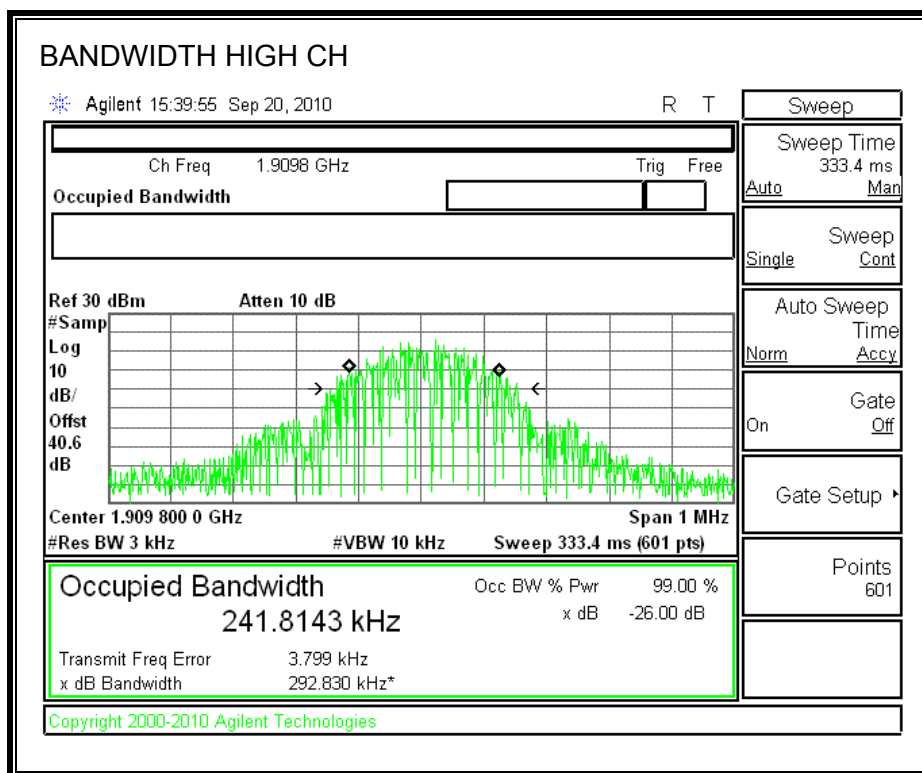 BANDWIDTH HIGH CH
Agilent 15:39:55 Sep 20, 2010 R T
Ch Freq 1.9098 GHz Trig Free
Occupied Bandwidth
Ref 30 dBm Atten 10 dB
#Samp
Log
10
dB/
Offst
40.6
dB
Center 1.909 800 0 GHz Span 1 MHz
#Res BW 3 kHz #VBW 10 kHz Sweep 333.4 ms (601 pts)
Occupied Bandwidth
241.8143 kHz
Occ BW % Pwr 99.00 %
x dB -26.00 dB
Transmit Freq Error 3.799 kHz
x dB Bandwidth 292.830 kHz*
Copyright 2000-2010 Agilent Technologies
Sweep
Sweep Time
333.4 ms
Auto Man
Sweep
Single Cont
Auto Sweep
Time
Norm Accy
Gate
On Off
Gate Setup
Points
601